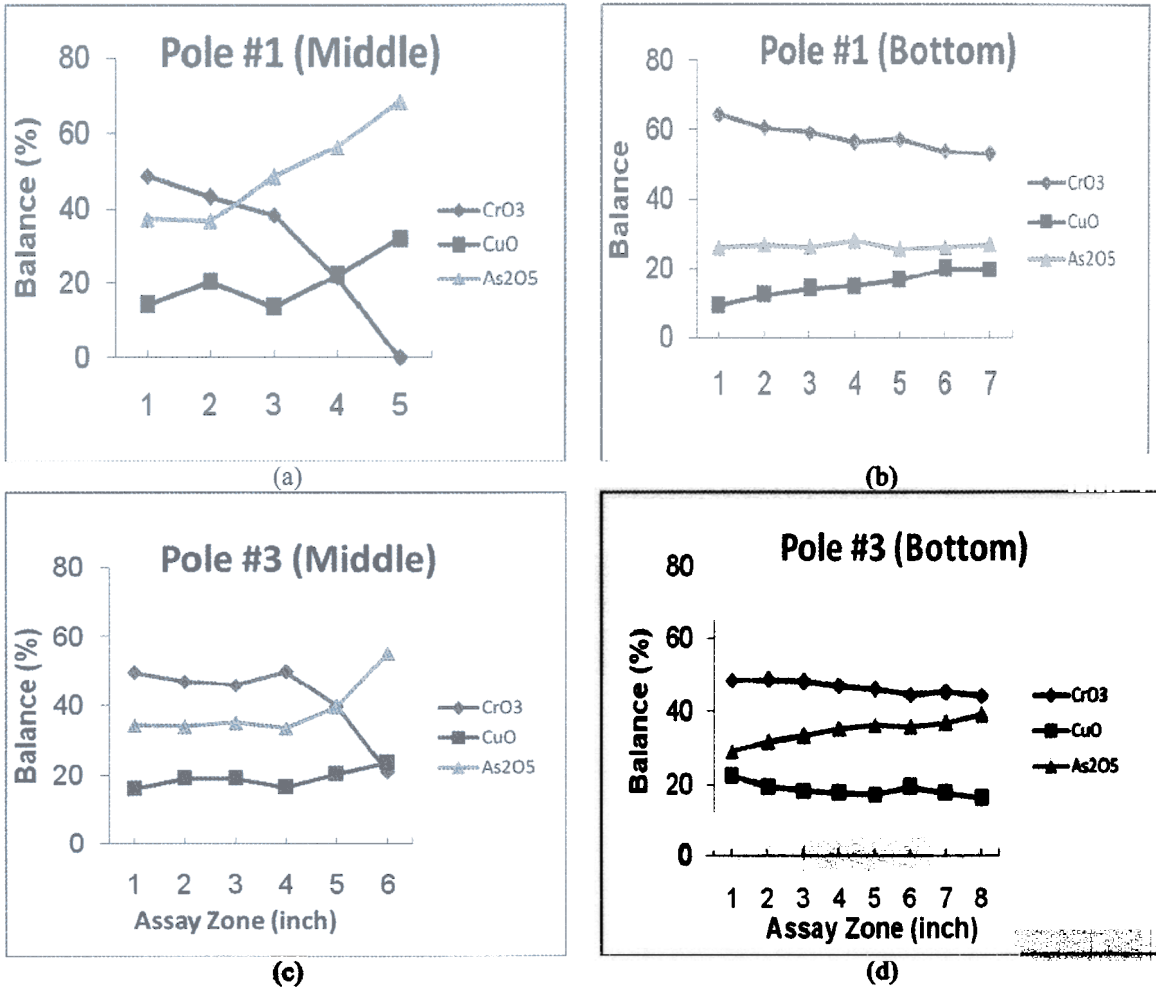 Pole #1 (Middle)
80
60
40
20
0
Balance (%)
1 2 3 4 5
CrO3
CuO
As2O5
(a)
Pole #1 (Bottom)
80
60
40
20
0
Balance
1 2 3 4 5 6 7
CrO3
CuO
As2O5
(b)
Pole #3 (Middle)
80
60
40
20
0
Balance (%)
1 2 3 4 5 6
Assay Zone (inch)
CrO3
CuO
As2O5
(c)
Pole #3 (Bottom)
80
60
40
20
0
Balance (%)
1 2 3 4 5 6 7 8
Assay Zone (inch)
CrO3
CuO
As2O5
(d)